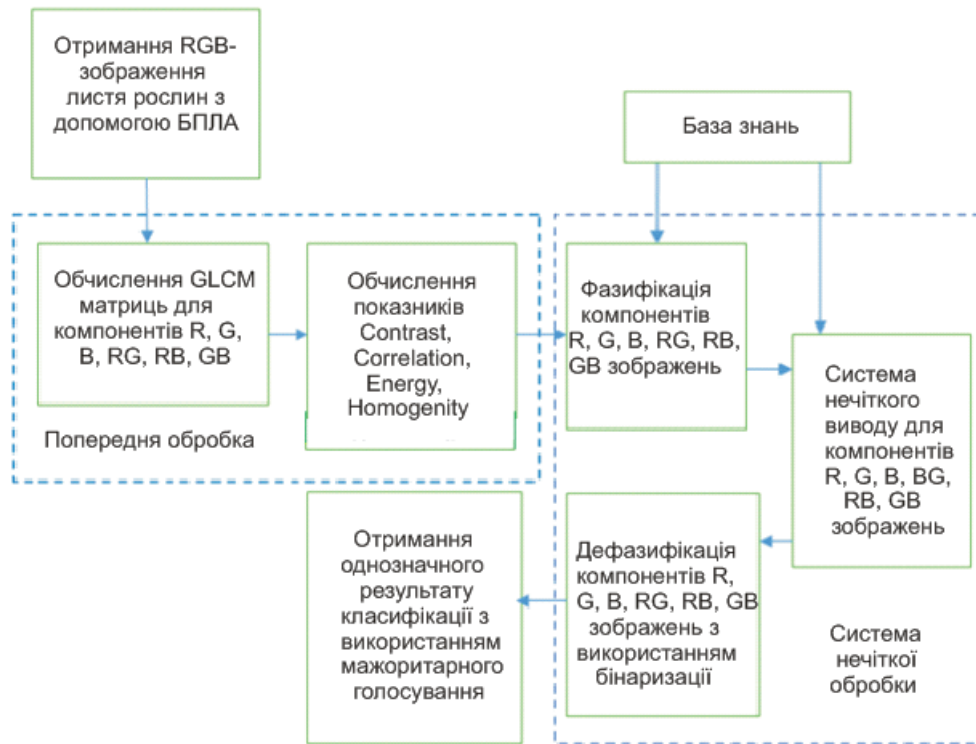 Отримання RGB-
зображення
листя рослин з
допомогою БПЛА
База знань
Обчислення GLCM
матриць для
компонентів R, G,
B, RG, RB, GB
Попередня обробка
Обчислення
показників
Contrast,
Correlation,
Energy,
Homogenity
Фазифікація
компонентів
R, G, B, RG, RB,
GB зображень
Система
нечіткого
виводу для
компонентів
R, G, B, BG,
RB, GB
зображень
Дефазифікація
компонентів R,
G, B, RG, RB, GB
зображень з
використанням
бінаризації
Отримання
однозначного
результату
класифікації з
використанням
мажоритарного
голосування
Система
нечіткої
обробки